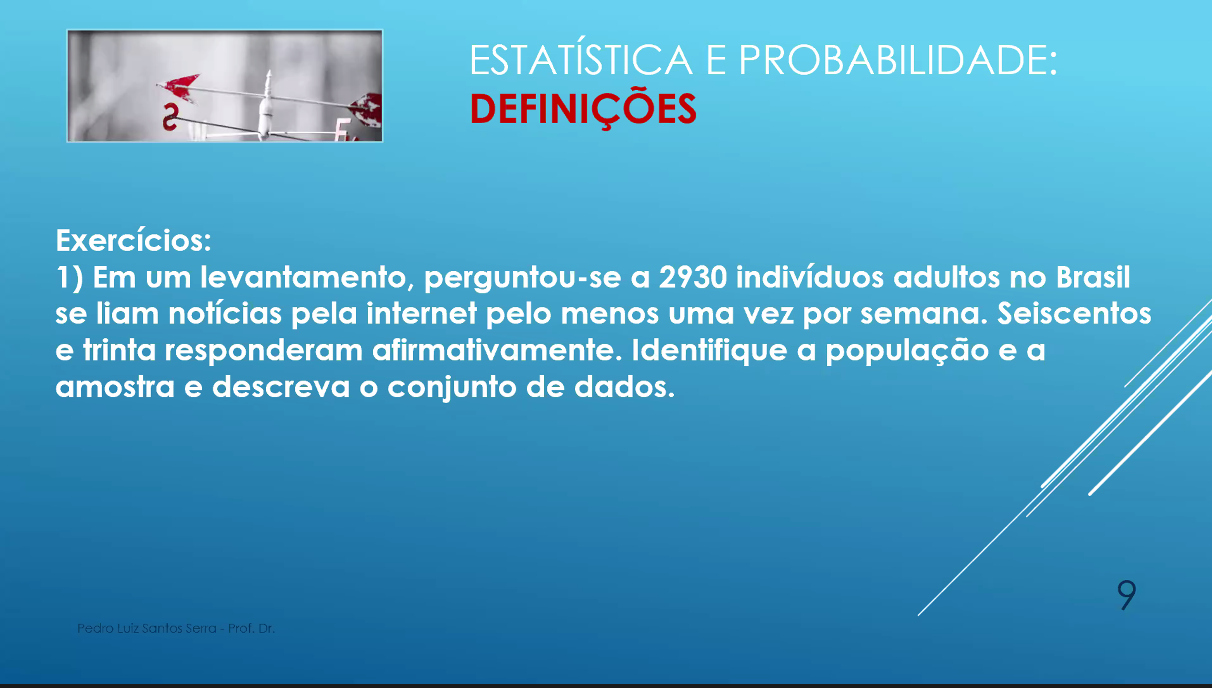 ESTATÍSTICA E PROBABILIDADE:
DEFINIÇÕES
S
W
E
Exercícios:
1) Em um levantamento, perguntou-se a 2930 indivíduos adultos no Brasil
se liam notícias pela internet pelo menos uma vez por semana. Seiscentos
e trinta responderam afirmativamente. Identifique a população e a
amostra e descreva o conjunto de dados.
9
Pedro Luiz Santos Serra - Prof. Dr.